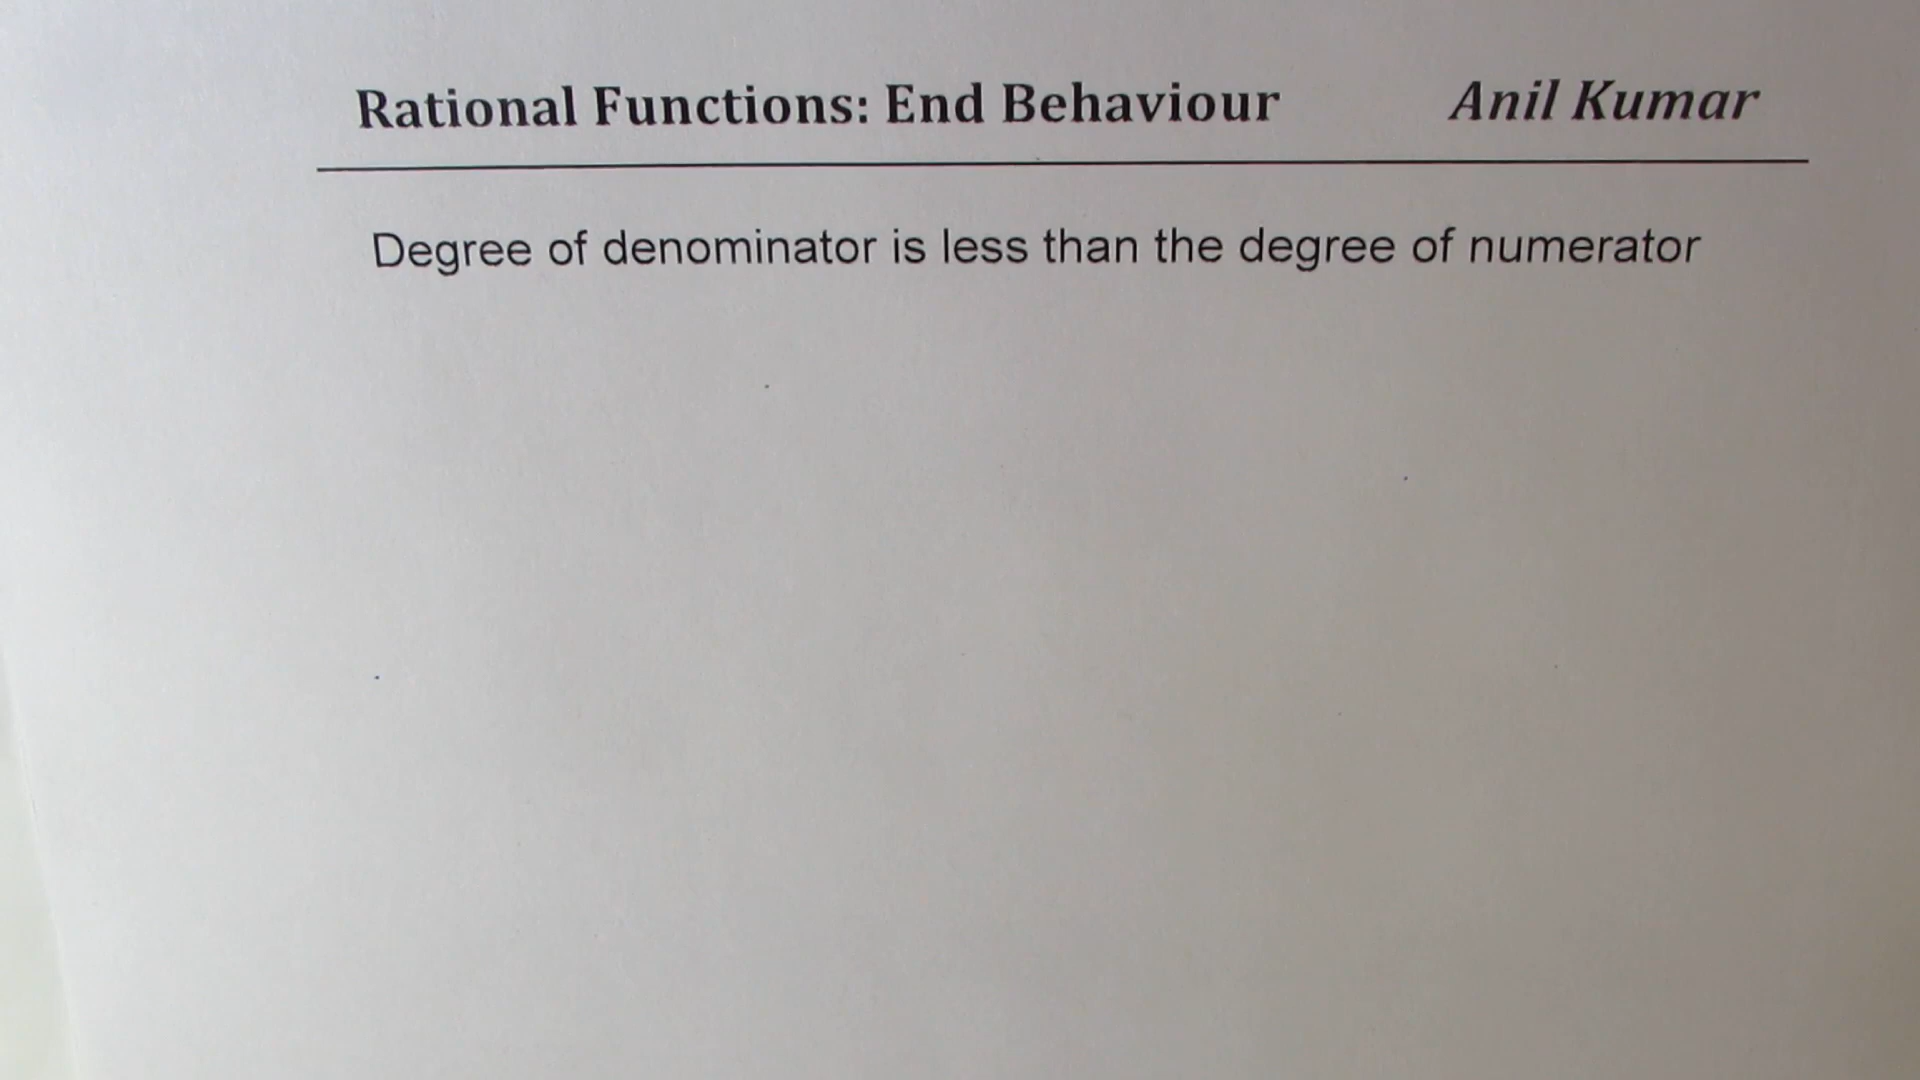 Rational Functions: End Behaviour Anil Kumar
Degree of denominator is less than the degree of numerator